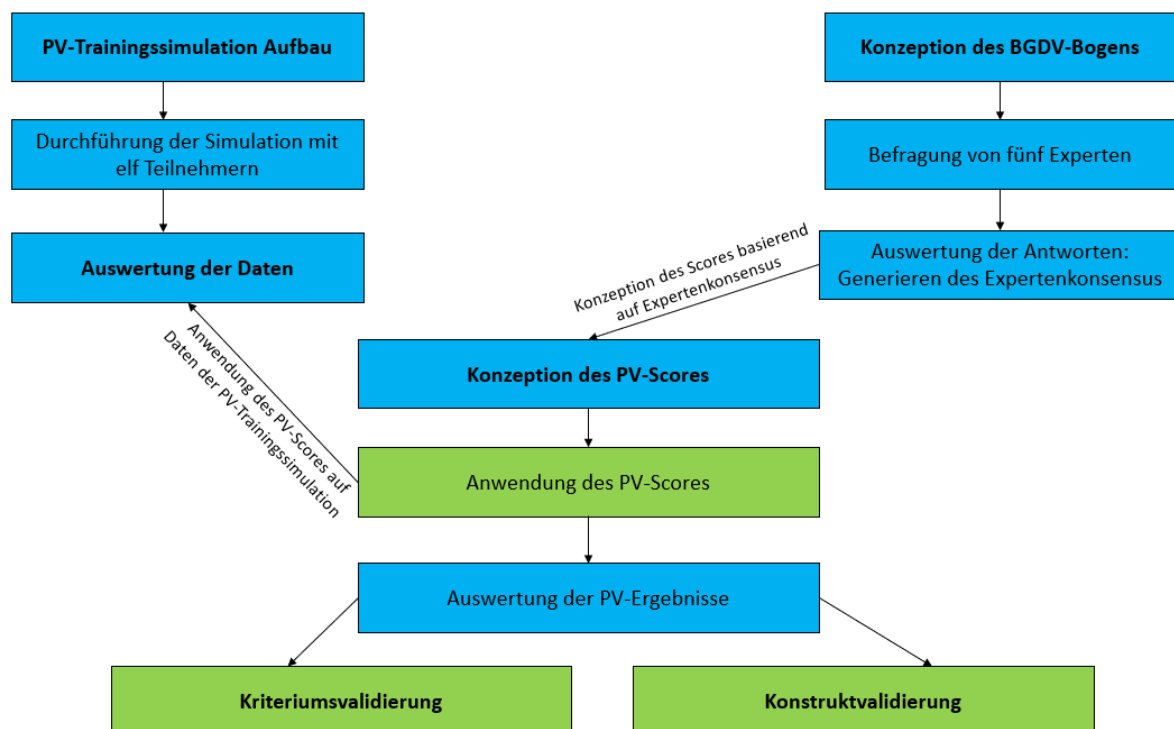 PV-Trainingssimulation Aufbau
Konzeption des BGDV-Bogens
Durchführung der Simulation mit
elf Teilnehmern
Befragung von fünf Experten
Auswertung der Daten
Auswertung der Antworten:
Generieren des Expertenkonsensus
Konzeption des Scores basierend
auf Expertenkonsensus
Anwendung des PV-Scores auf
Daten der PV-Trainingssimulation
Konzeption des PV-Scores
Anwendung des PV-Scores
Auswertung der PV-Ergebnisse
Kriteriumsvalidierung
Konstruktvalidierung